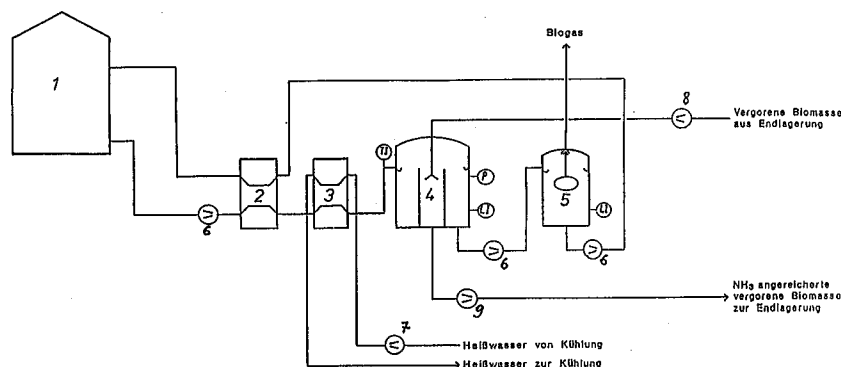 Biogas
1
8
Vergorene Biomasse
aus Endlagerung
TI
P
4
5
2
3
LI
LI
6
6
6
NH₃ angereicherte
vergorene Biomasse
zur Endlagerung
9
7
Heißwasser von Kühlung
Heißwasser zur Kühlung